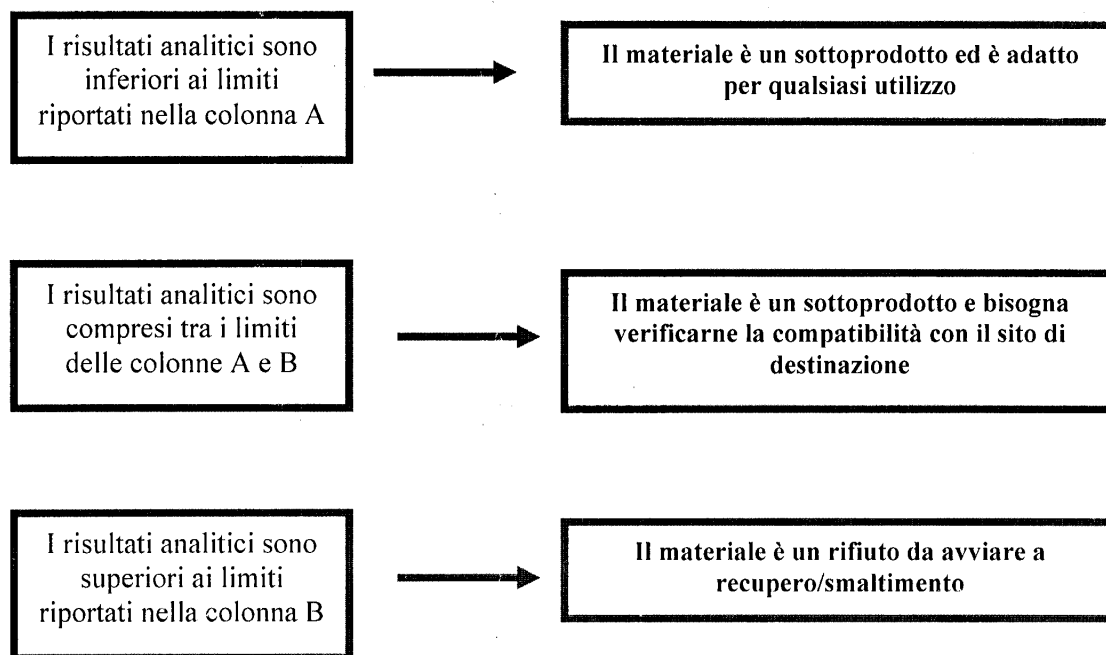 I risultati analitici sono
inferiori ai limiti
riportati nella colonna A
Il materiale è un sottoprodotto ed è adatto
per qualsiasi utilizzo
I risultati analitici sono
compresi tra i limiti
delle colonne A e B
Il materiale è un sottoprodotto e bisogna
verificarne la compatibilità con il sito di
destinazione
I risultati analitici sono
superiori ai limiti
riportati nella colonna B
Il materiale è un rifiuto da avviare a
recupero/smaltimento